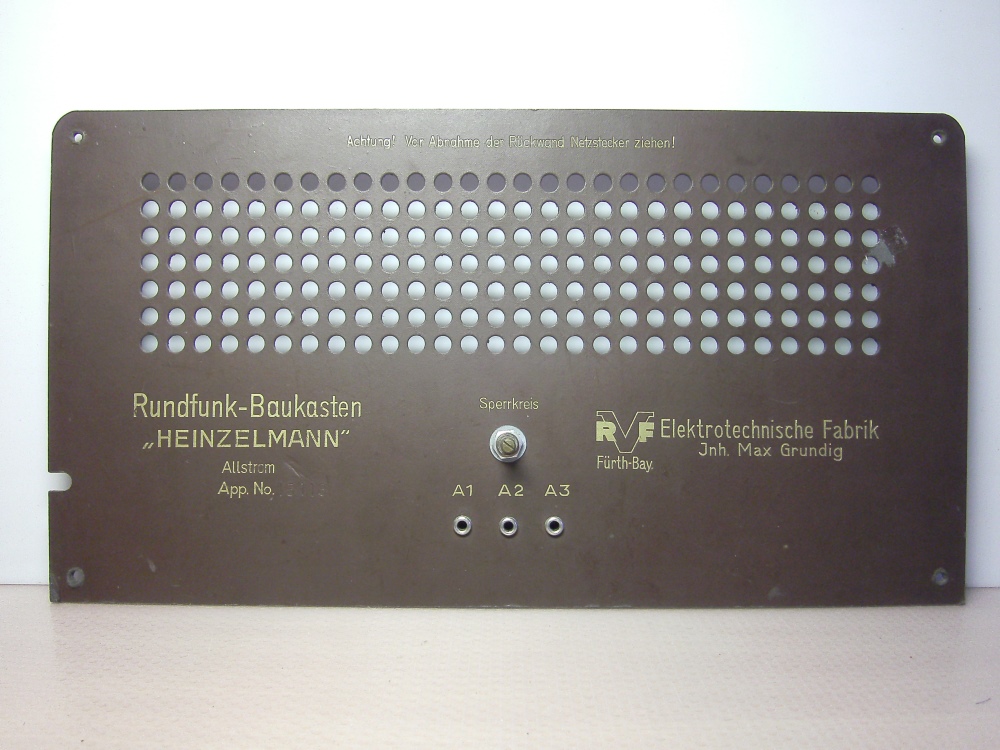 Achtung! Vor Abnahme der Rückwand Netzstecker ziehen!
Rundfunk-Baukasten
„HEINZELMANN“
Allstrom
App. No.
Sperrkreis
A1 A2 A3
RVF
Fürth-Bay.
Elektrotechnische Fabrik
Jnh. Max Grundig